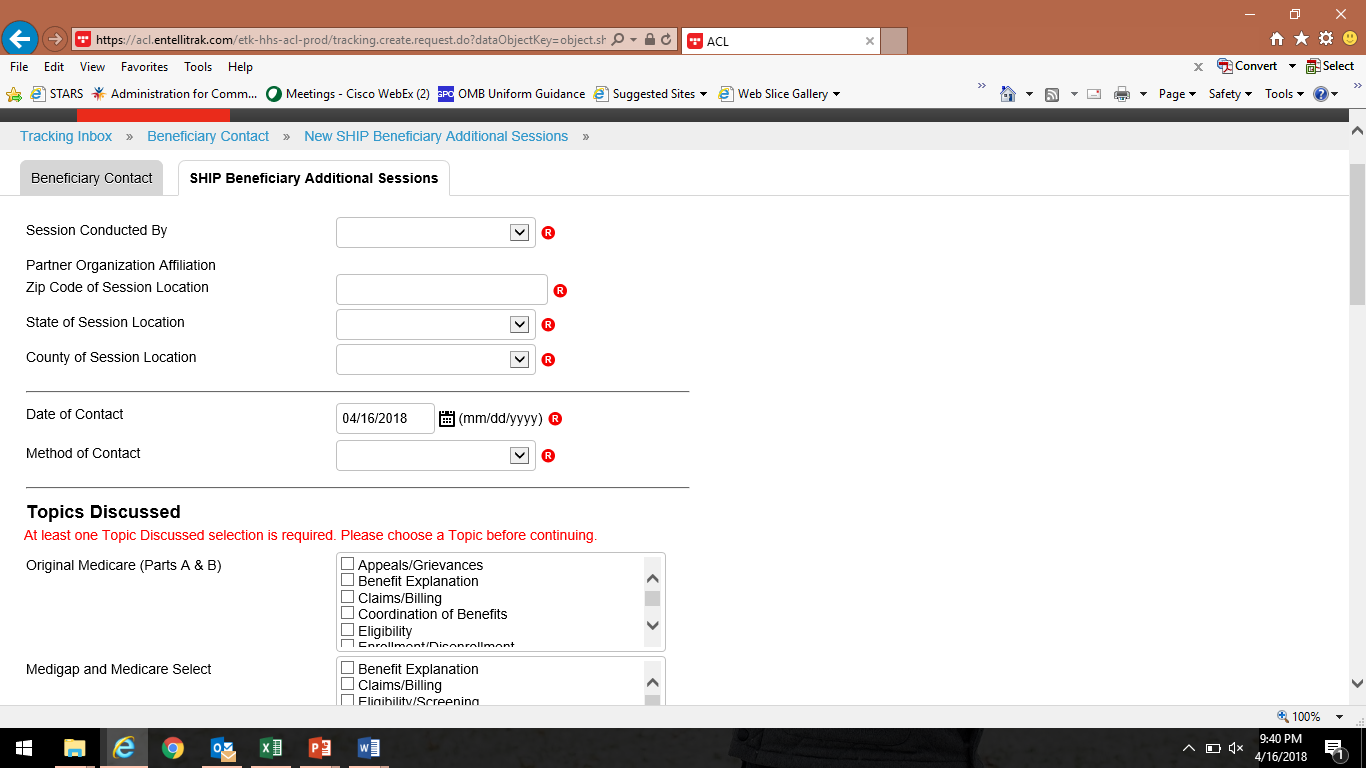 https://acl.entellitrak.com/etk-hhs-acl-prod/tracking.create.request.do?dataObjectKey=object.sh
ACL
File Edit View Favorites Tools Help
x Convert Select
STARS Administration for Comm... Meetings - Cisco WebEx (2) GPO OMB Uniform Guidance Suggested Sites Web Slice Gallery
Page Safety Tools
Tracking Inbox » Beneficiary Contact » New SHIP Beneficiary Additional Sessions »
Beneficiary Contact SHIP Beneficiary Additional Sessions
Session Conducted By R
Partner Organization Affiliation
Zip Code of Session Location R
State of Session Location R
County of Session Location R
Date of Contact 04/16/2018 (mm/dd/yyyy) R
Method of Contact R
Topics Discussed
At least one Topic Discussed selection is required. Please choose a Topic before continuing.
Original Medicare (Parts A & B)
Appeals/Grievances
Benefit Explanation
Claims/Billing
Coordination of Benefits
Eligibility
Enrollment/Disenrollment
Medigap and Medicare Select
Benefit Explanation
Claims/Billing
Eligibility/Screening
100%
9:40 PM
4/16/2018
1